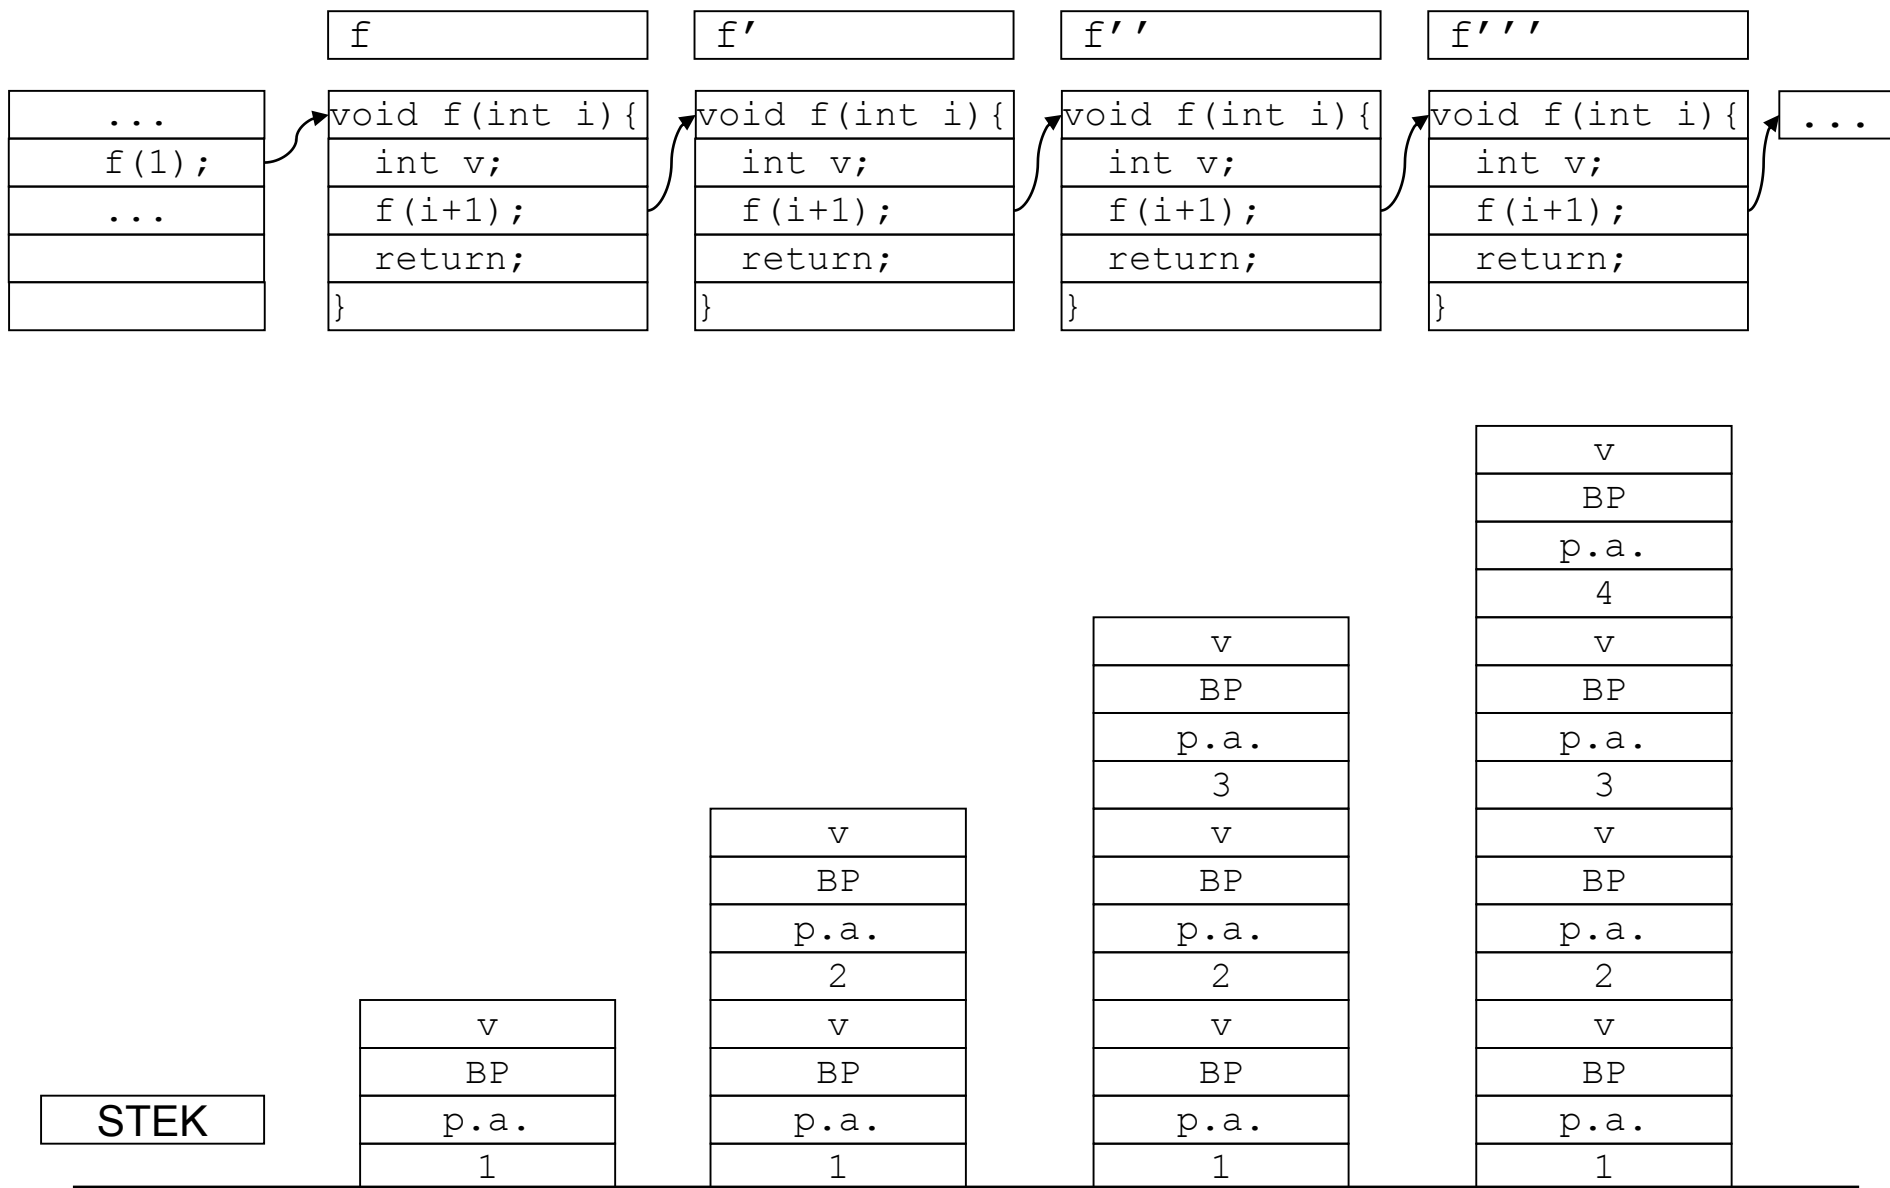 f
f'
f''
f'''
...
f(1);
...
void f(int i){
int v;
f(i+1);
return;
}
void f(int i){
int v;
f(i+1);
return;
}
void f(int i){
int v;
f(i+1);
return;
}
void f(int i){
int v;
f(i+1);
return;
}
...
STEK
v
BP
p.a.
1
v
BP
p.a.
2
v
BP
p.a.
1
v
BP
p.a.
3
v
BP
p.a.
2
v
BP
p.a.
1
v
BP
p.a.
4
v
BP
p.a.
3
v
BP
p.a.
2
v
BP
p.a.
1